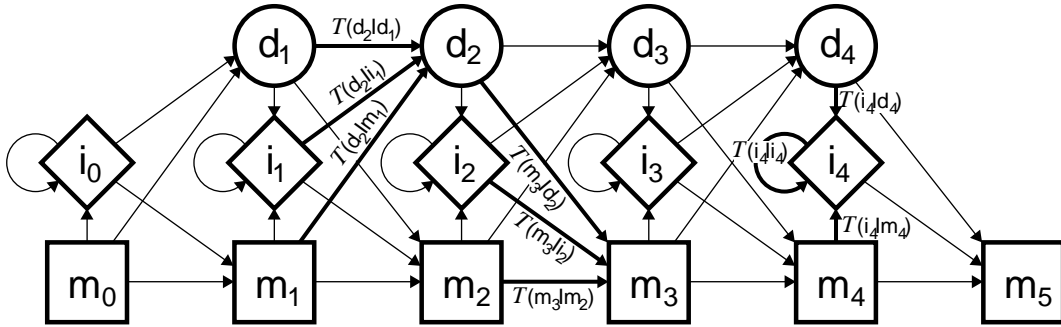 d₁ T(d₂|d₁) d₂ d₃ d₄
T(d₂|i₁)
T(d₂|m₁)
T(i₄|d₄)
i₀ i₁ i₂ i₃ T(i₄|i₄) i₄
T(m₃|d₂)
T(m₃|i₂)
T(i₄|m₄)
m₀ m₁ m₂ T(m₃|m₂) m₃ m₄ m₅